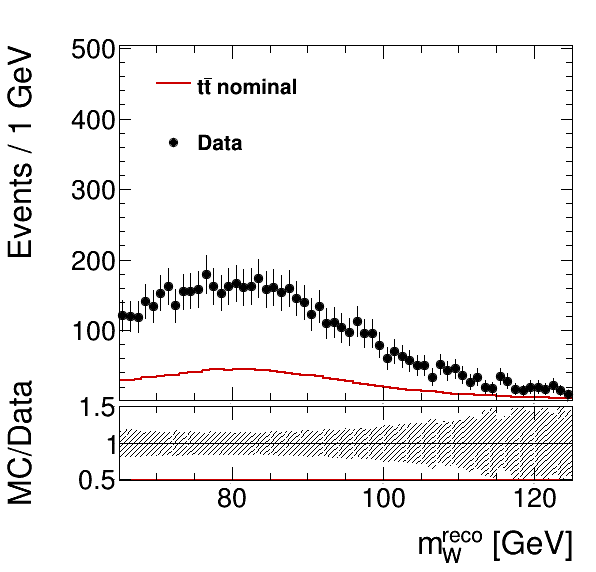 Events / 1 GeV
500
400
300
200
100
tt̄ nominal
Data
MC/Data
1.5
1
0.5
80
100
120
m_W^reco [GeV]